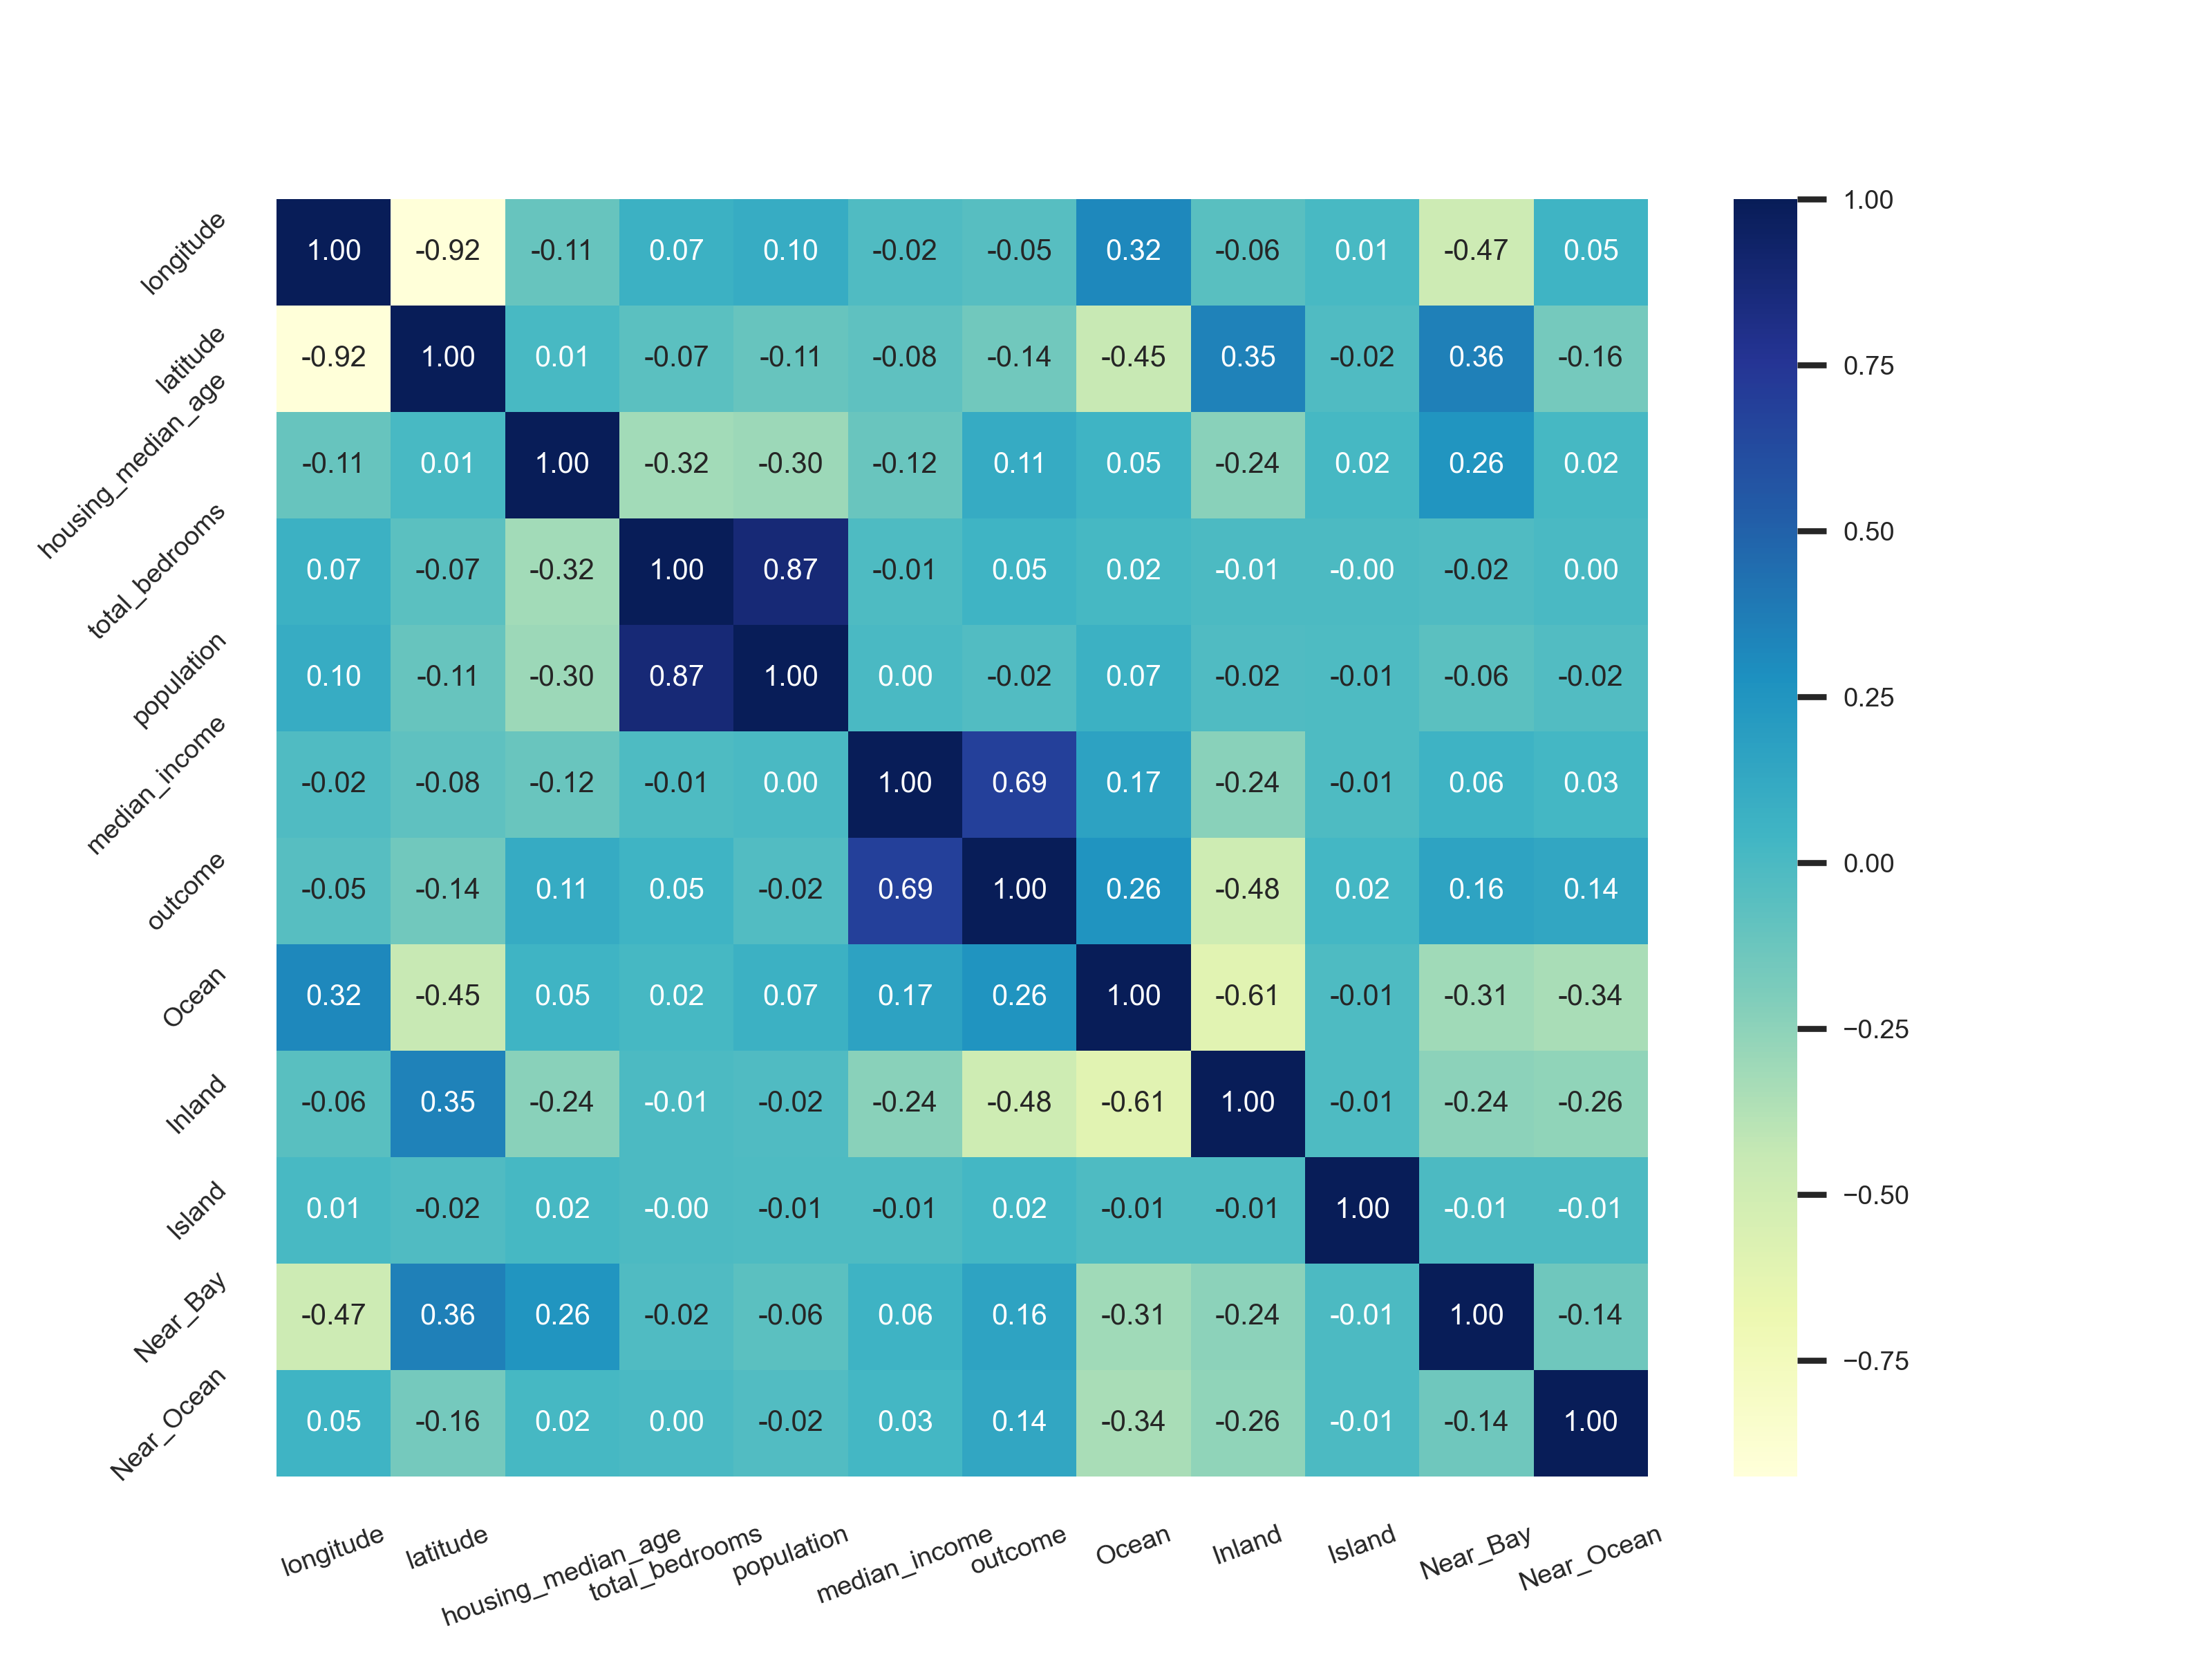 longitude 1.00 -0.92 -0.11 0.07 0.10 -0.02 -0.05 0.32 -0.06 0.01 -0.47 0.05
latitude -0.92 1.00 0.01 -0.07 -0.11 -0.08 -0.14 -0.45 0.35 -0.02 0.36 -0.16
housing_median_age -0.11 0.01 1.00 -0.32 -0.30 -0.12 0.11 0.05 -0.24 0.02 0.26 0.02
total_bedrooms 0.07 -0.07 -0.32 1.00 0.87 -0.01 0.05 0.02 -0.01 -0.00 -0.02 0.00
population 0.10 -0.11 -0.30 0.87 1.00 0.00 -0.02 0.07 -0.02 -0.01 -0.06 -0.02
median_income -0.02 -0.08 -0.12 -0.01 0.00 1.00 0.69 0.17 -0.24 -0.01 0.06 0.03
outcome -0.05 -0.14 0.11 0.05 -0.02 0.69 1.00 0.26 -0.48 0.02 0.16 0.14
Ocean 0.32 -0.45 0.05 0.02 0.07 0.17 0.26 1.00 -0.61 -0.01 -0.31 -0.34
Inland -0.06 0.35 -0.24 -0.01 -0.02 -0.24 -0.48 -0.61 1.00 -0.01 -0.24 -0.26
Island 0.01 -0.02 0.02 -0.00 -0.01 -0.01 0.02 -0.01 -0.01 1.00 -0.01 -0.01
Near_Bay -0.47 0.36 0.26 -0.02 -0.06 0.06 0.16 -0.31 -0.24 -0.01 1.00 -0.14
Near_Ocean 0.05 -0.16 0.02 0.00 -0.02 0.03 0.14 -0.34 -0.26 -0.01 -0.14 1.00
longitude latitude housing_median_age total_bedrooms population median_income outcome Ocean Inland Island Near_Bay Near_Ocean
1.00
0.75
0.50
0.25
0.00
−0.25
−0.50
−0.75